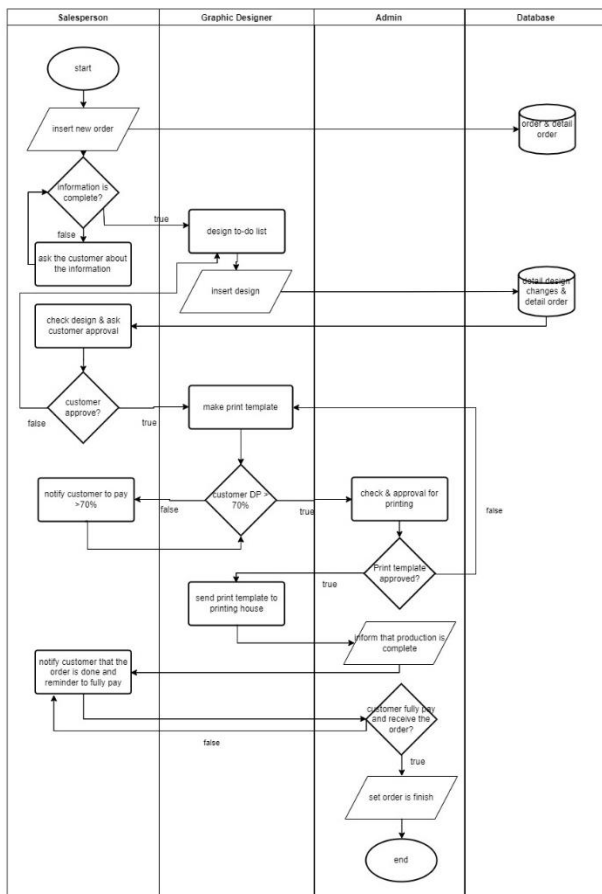 Salesperson
Graphic Designer
Admin
Database
start
insert new order
order & detail
order
information is
complete?
true
false
design to-do list
ask the customer about
the information
insert design
detail design
changes &
detail order
check design & ask
customer approval
customer
approve?
false
true
make print template
notify customer to pay
>70%
false
customer DP >
70%
true
check & approval for
printing
false
Print template
approved?
true
send print template to
printing house
inform that production is
complete
notify customer that the
order is done and
reminder to fully pay
customer fully pay
and receive the
order?
false
true
set order is finish
end